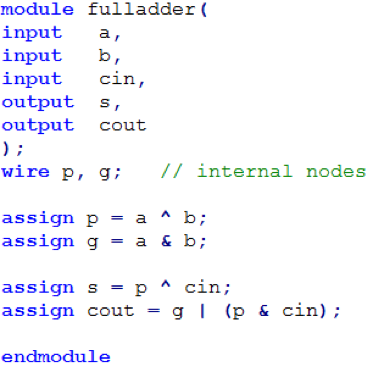 module fulladder(
input   a,
input   b,
input   cin,
output  s,
output  cout
);
wire p, g;   // internal nodes
assign p = a ^ b;
assign g = a & b;
assign s = p ^ cin;
assign cout = g | (p & cin);
endmodule